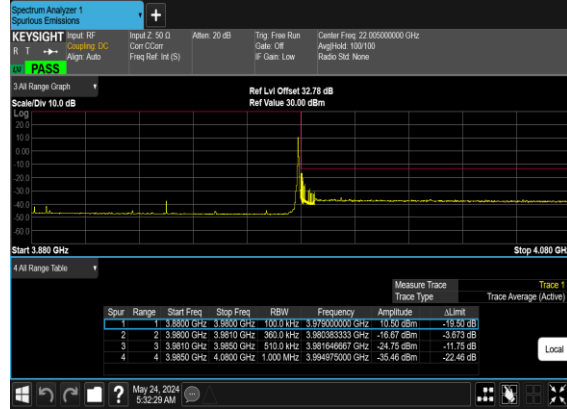 Spectrum Analyzer 1
Spurious Emissions
KEYSIGHT Input: RF Input Z: 50 Ω Atten: 20 dB Trig: Free Run Center Freq: 22.005000000 GHz
R T Coupling: DC Corr CCorr Gate: Off Avg|Hold: 100/100
Align: Auto Freq Ref: Int (S) IF Gain: Low Radio Std: None
PASS
3 All Range Graph
Ref Lvl Offset 32.78 dB
Scale/Div 10.0 dB Ref Value 30.00 dBm
Log
20.0
10.0
0.00
-10.0
-20.0
-30.0
-40.0
-50.0
-60.0
Start 3.880 GHz Stop 4.080 GH
4 All Range Table
Measure Trace Trace 1
Trace Type Trace Average (Active)
Spur Range Start Freq Stop Freq RBW Frequency Amplitude ΔLimit
1 1 3.8800 GHz 3.9800 GHz 100.0 kHz 3.979000000 GHz 10.50 dBm -19.50 dB
2 2 3.9800 GHz 3.9810 GHz 360.0 kHz 3.980383333 GHz -16.67 dBm -3.673 dB
3 3 3.9810 GHz 3.9850 GHz 510.0 kHz 3.981646667 GHz -24.75 dBm -11.75 dB
4 4 3.9850 GHz 4.0800 GHz 1.000 MHz 3.994975000 GHz -35.46 dBm -22.46 dB
Local
?
May 24, 2024
5:32:29 AM